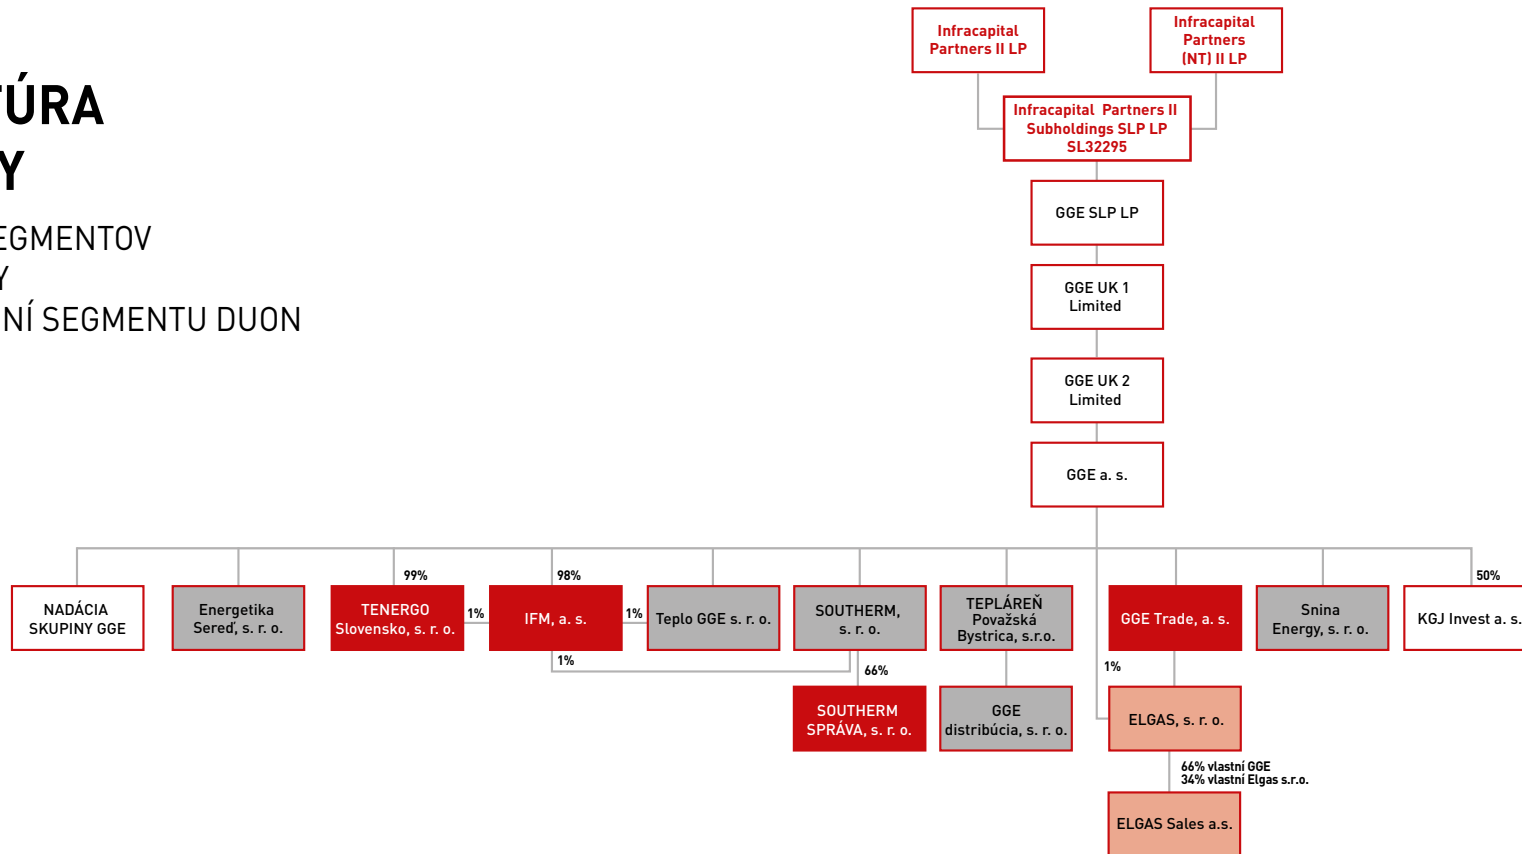 TÚRA
Y
EGMENTOV
Y
NÍ SEGMENTU DUON
Infracapital
Partners II LP
Infracapital
Partners
(NT) II LP
Infracapital Partners II
Subholdings SLP LP
SL32295
GGE SLP LP
GGE UK 1
Limited
GGE UK 2
Limited
GGE a. s.
99%
98%
50%
NADÁCIA
SKUPINY GGE
Energetika
Sereď, s. r. o.
TENERGO
Slovensko, s. r. o.
1%
IFM, a. s.
1%
Teplo GGE s. r. o.
SOUTHERM,
s. r. o.
TEPLÁREŇ
Považská
Bystrica, s.r.o.
GGE Trade, a. s.
Snina
Energy, s. r. o.
KGJ Invest a. s.
1%
66%
1%
SOUTHERM
SPRÁVA, s. r. o.
GGE
distribúcia, s. r. o.
ELGAS, s. r. o.
66% vlastní GGE
34% vlastní Elgas s.r.o.
ELGAS Sales a.s.